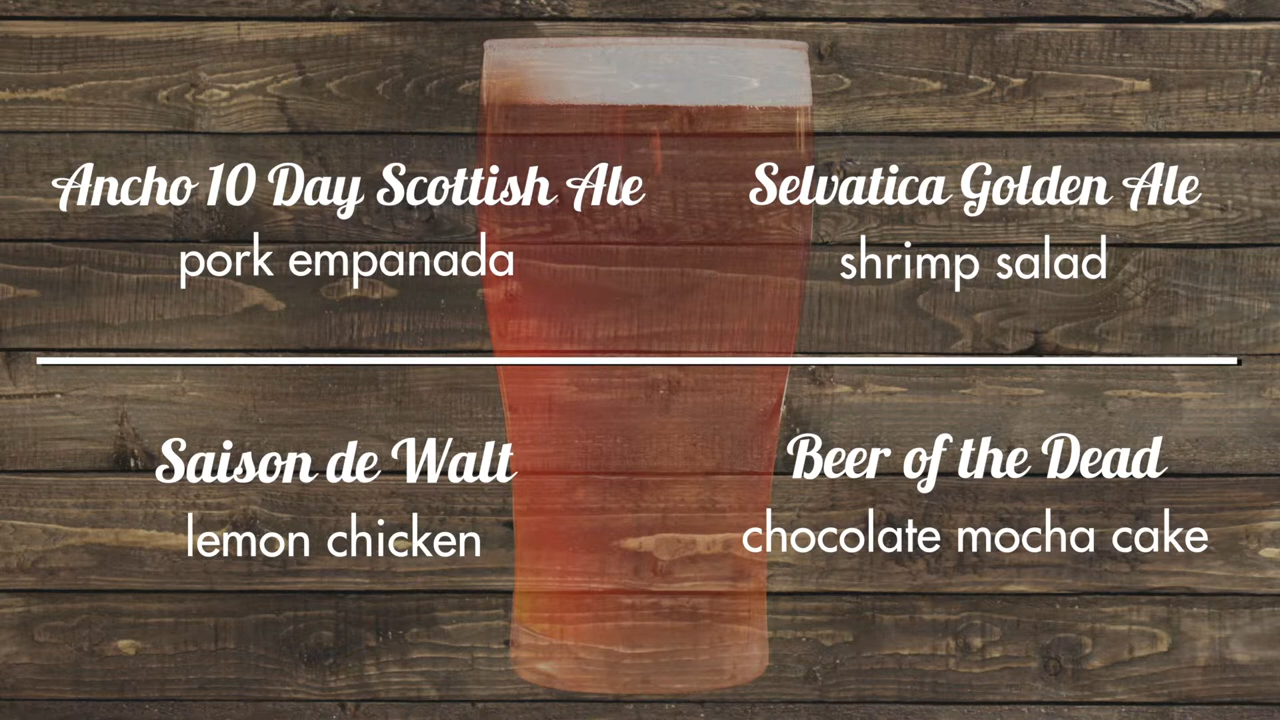 Ancho 10 Day Scottish Ale
pork empanada
Selvatica Golden Ale
shrimp salad
Saison de Walt
lemon chicken
Beer of the Dead
chocolate mocha cake